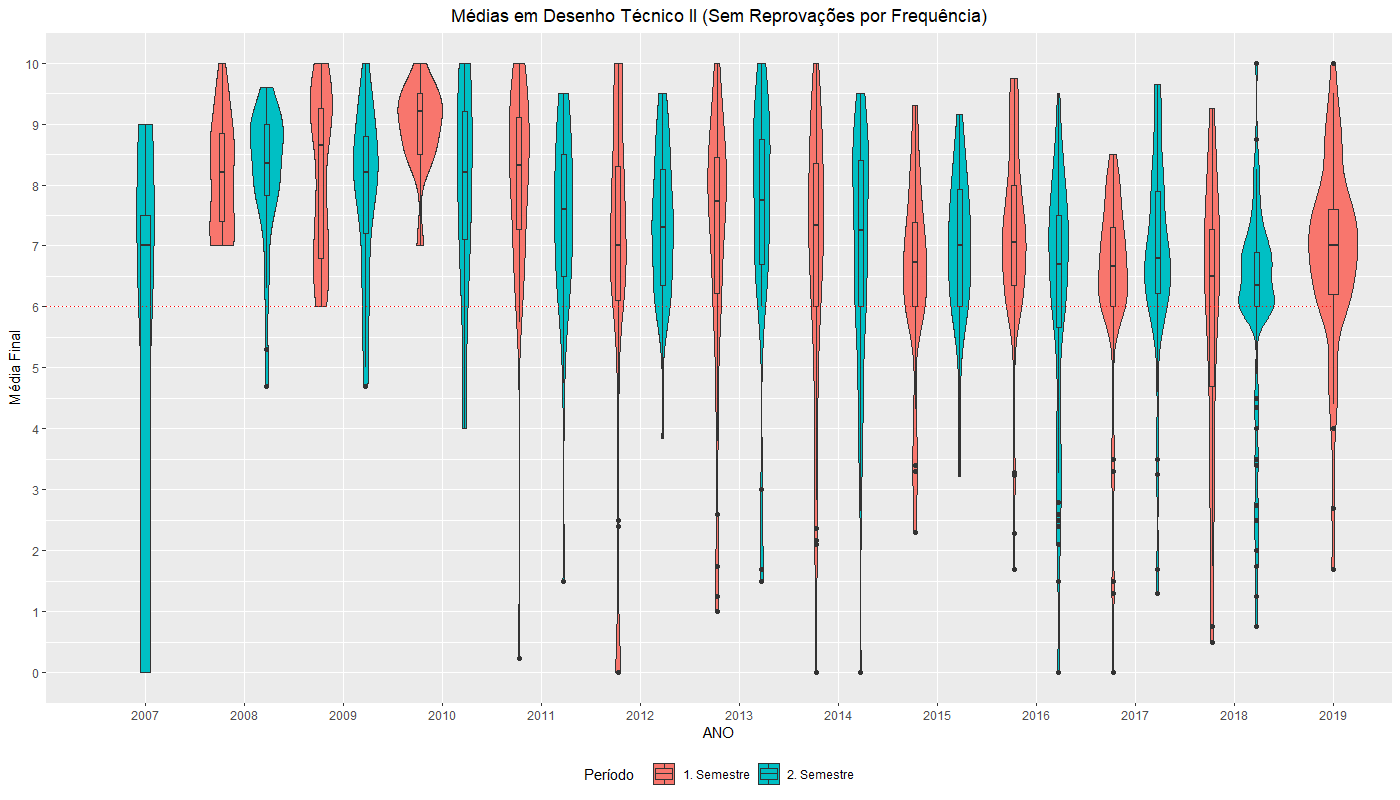 Médias em Desenho Técnico II (Sem Reprovações por Frequência)
Média Final
10
9
8
7
6
5
4
3
2
1
0
2007 2008 2009 2010 2011 2012 2013 2014 2015 2016 2017 2018 2019
ANO
Período 1. Semestre 2. Semestre